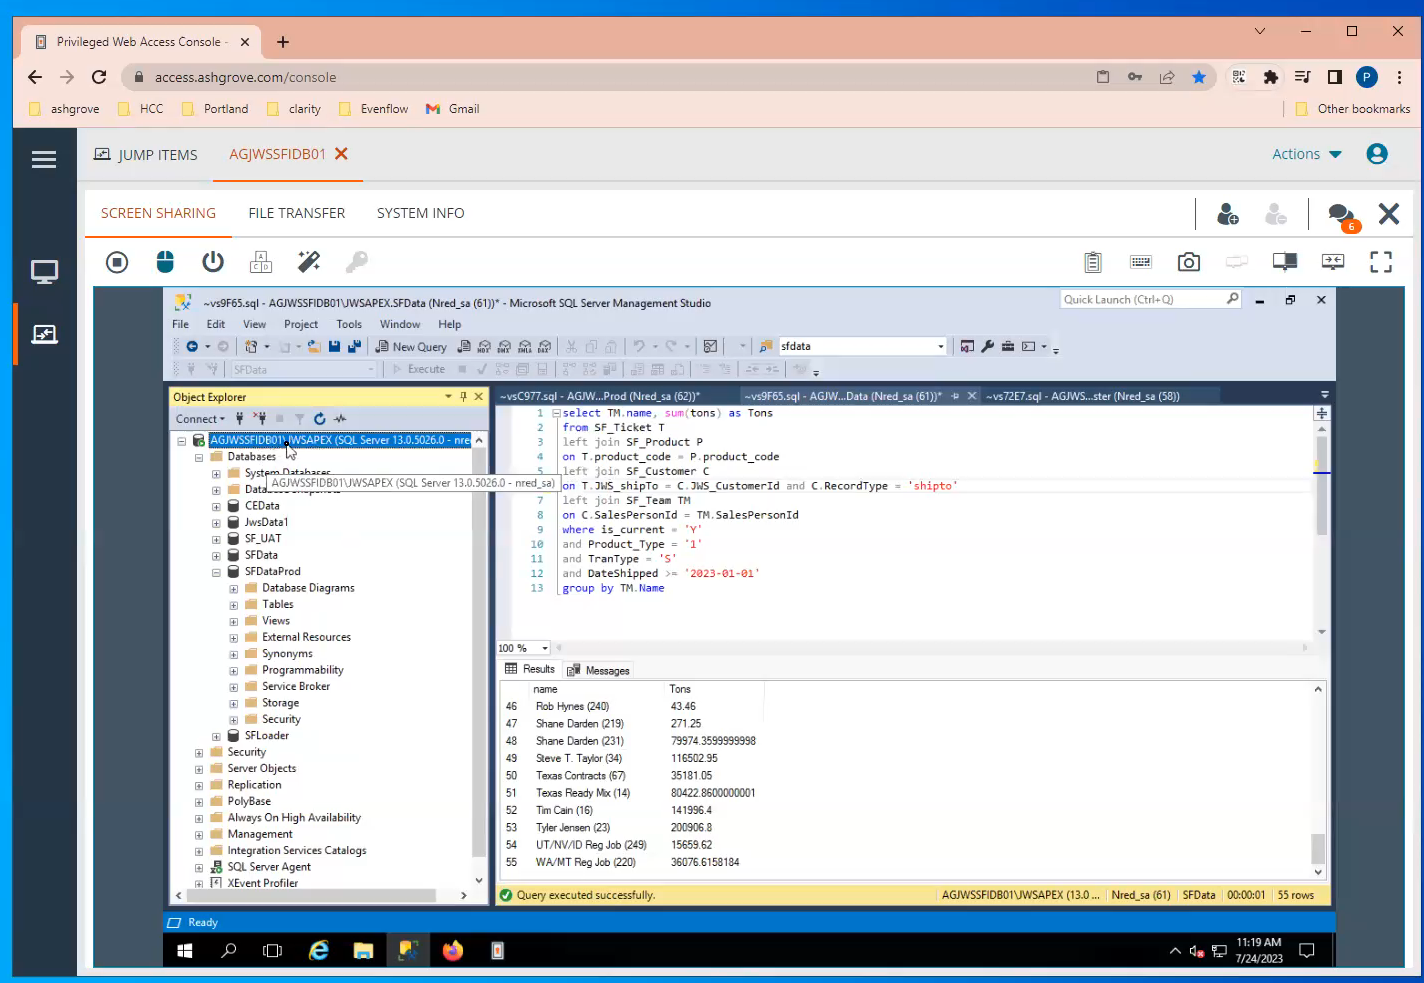 Privileged Web Access Console -
access.ashgrove.com/console
P
ashgrove HCC Portland clarity Evenflow Gmail Other bookmarks
JUMP ITEMS AGJWSSFIDB01 Actions
SCREEN SHARING FILE TRANSFER SYSTEM INFO
6
~vs9F65.sql - AGJWSSFIDB01\JWSAPEX.SFData (Nred_sa (61))* - Microsoft SQL Server Management Studio
Quick Launch (Ctrl+Q)
File Edit View Project Tools Window Help
New Query sfdata
SFData Execute
Object Explorer
Connect
AGJWSSFIDB01\JWSAPEX (SQL Server 13.0.5026.0 - nre
Databases
System Databases
AGJWSSFIDB01\JWSAPEX (SQL Server 13.0.5026.0 - nred_sa)
CEData
JwsData1
SF_UAT
SFData
SFDataProd
Database Diagrams
Tables
Views
External Resources
Synonyms
Programmability
Service Broker
Storage
Security
SFLoader
Security
Server Objects
Replication
PolyBase
Always On High Availability
Management
Integration Services Catalogs
SQL Server Agent
XEvent Profiler
~vsC977.sql - AGJW...Prod (Nred_sa (62))* ~vs9F65.sql - AGJW...Data (Nred_sa (61))* ~vs72E7.sql - AGJWS...ster (Nred_sa (58))
1 select TM.name, sum(tons) as Tons
2 from SF_Ticket T
3 left join SF_Product P
4 on T.product_code = P.product_code
5 left join SF_Customer C
on T.JWS_shipTo = C.JWS_CustomerId and C.RecordType = 'shipto'
7 left join SF_Team TM
8 on C.SalesPersonId = TM.SalesPersonId
9 where is_current = 'Y'
10 and Product_Type = '1'
11 and TranType = 'S'
12 and DateShipped >= '2023-01-01'
13 group by TM.Name
100 %
Results Messages
name Tons
46 Rob Hynes (240) 43.46
47 Shane Darden (219) 271.25
48 Shane Darden (231) 79974.3599999998
49 Steve T. Taylor (34) 116502.95
50 Texas Contracts (67) 35181.05
51 Texas Ready Mix (14) 80422.8600000001
52 Tim Cain (16) 141996.4
53 Tyler Jensen (23) 200906.8
54 UT/NV/ID Reg Job (249) 15659.62
55 WA/MT Reg Job (220) 36076.6158184
Query executed successfully. AGJWSSFIDB01\JWSAPEX (13.0 ... Nred_sa (61) SFData 00:00:01 55 rows
Ready
11:19 AM
7/24/2023